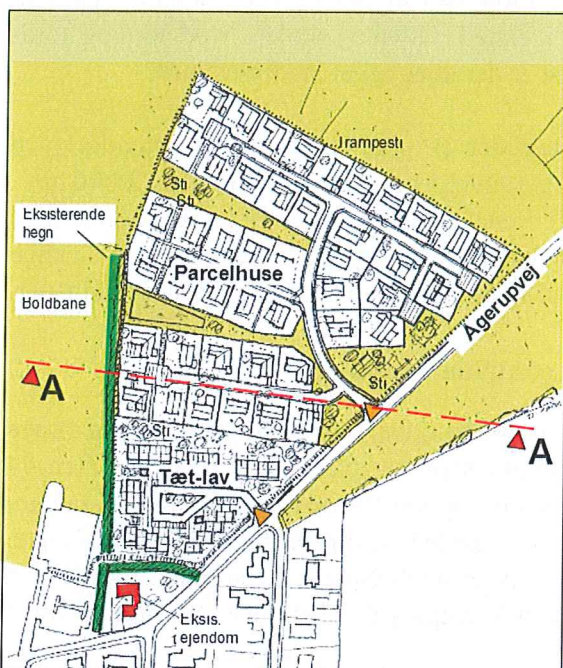 Trampesti
Sti
Sti
Eksisterende
hegn
Parcelhuse
Boldbane
Ågerupvej
A
Sti
A
Sti
Tæt-lav
Eksis.
ejendom